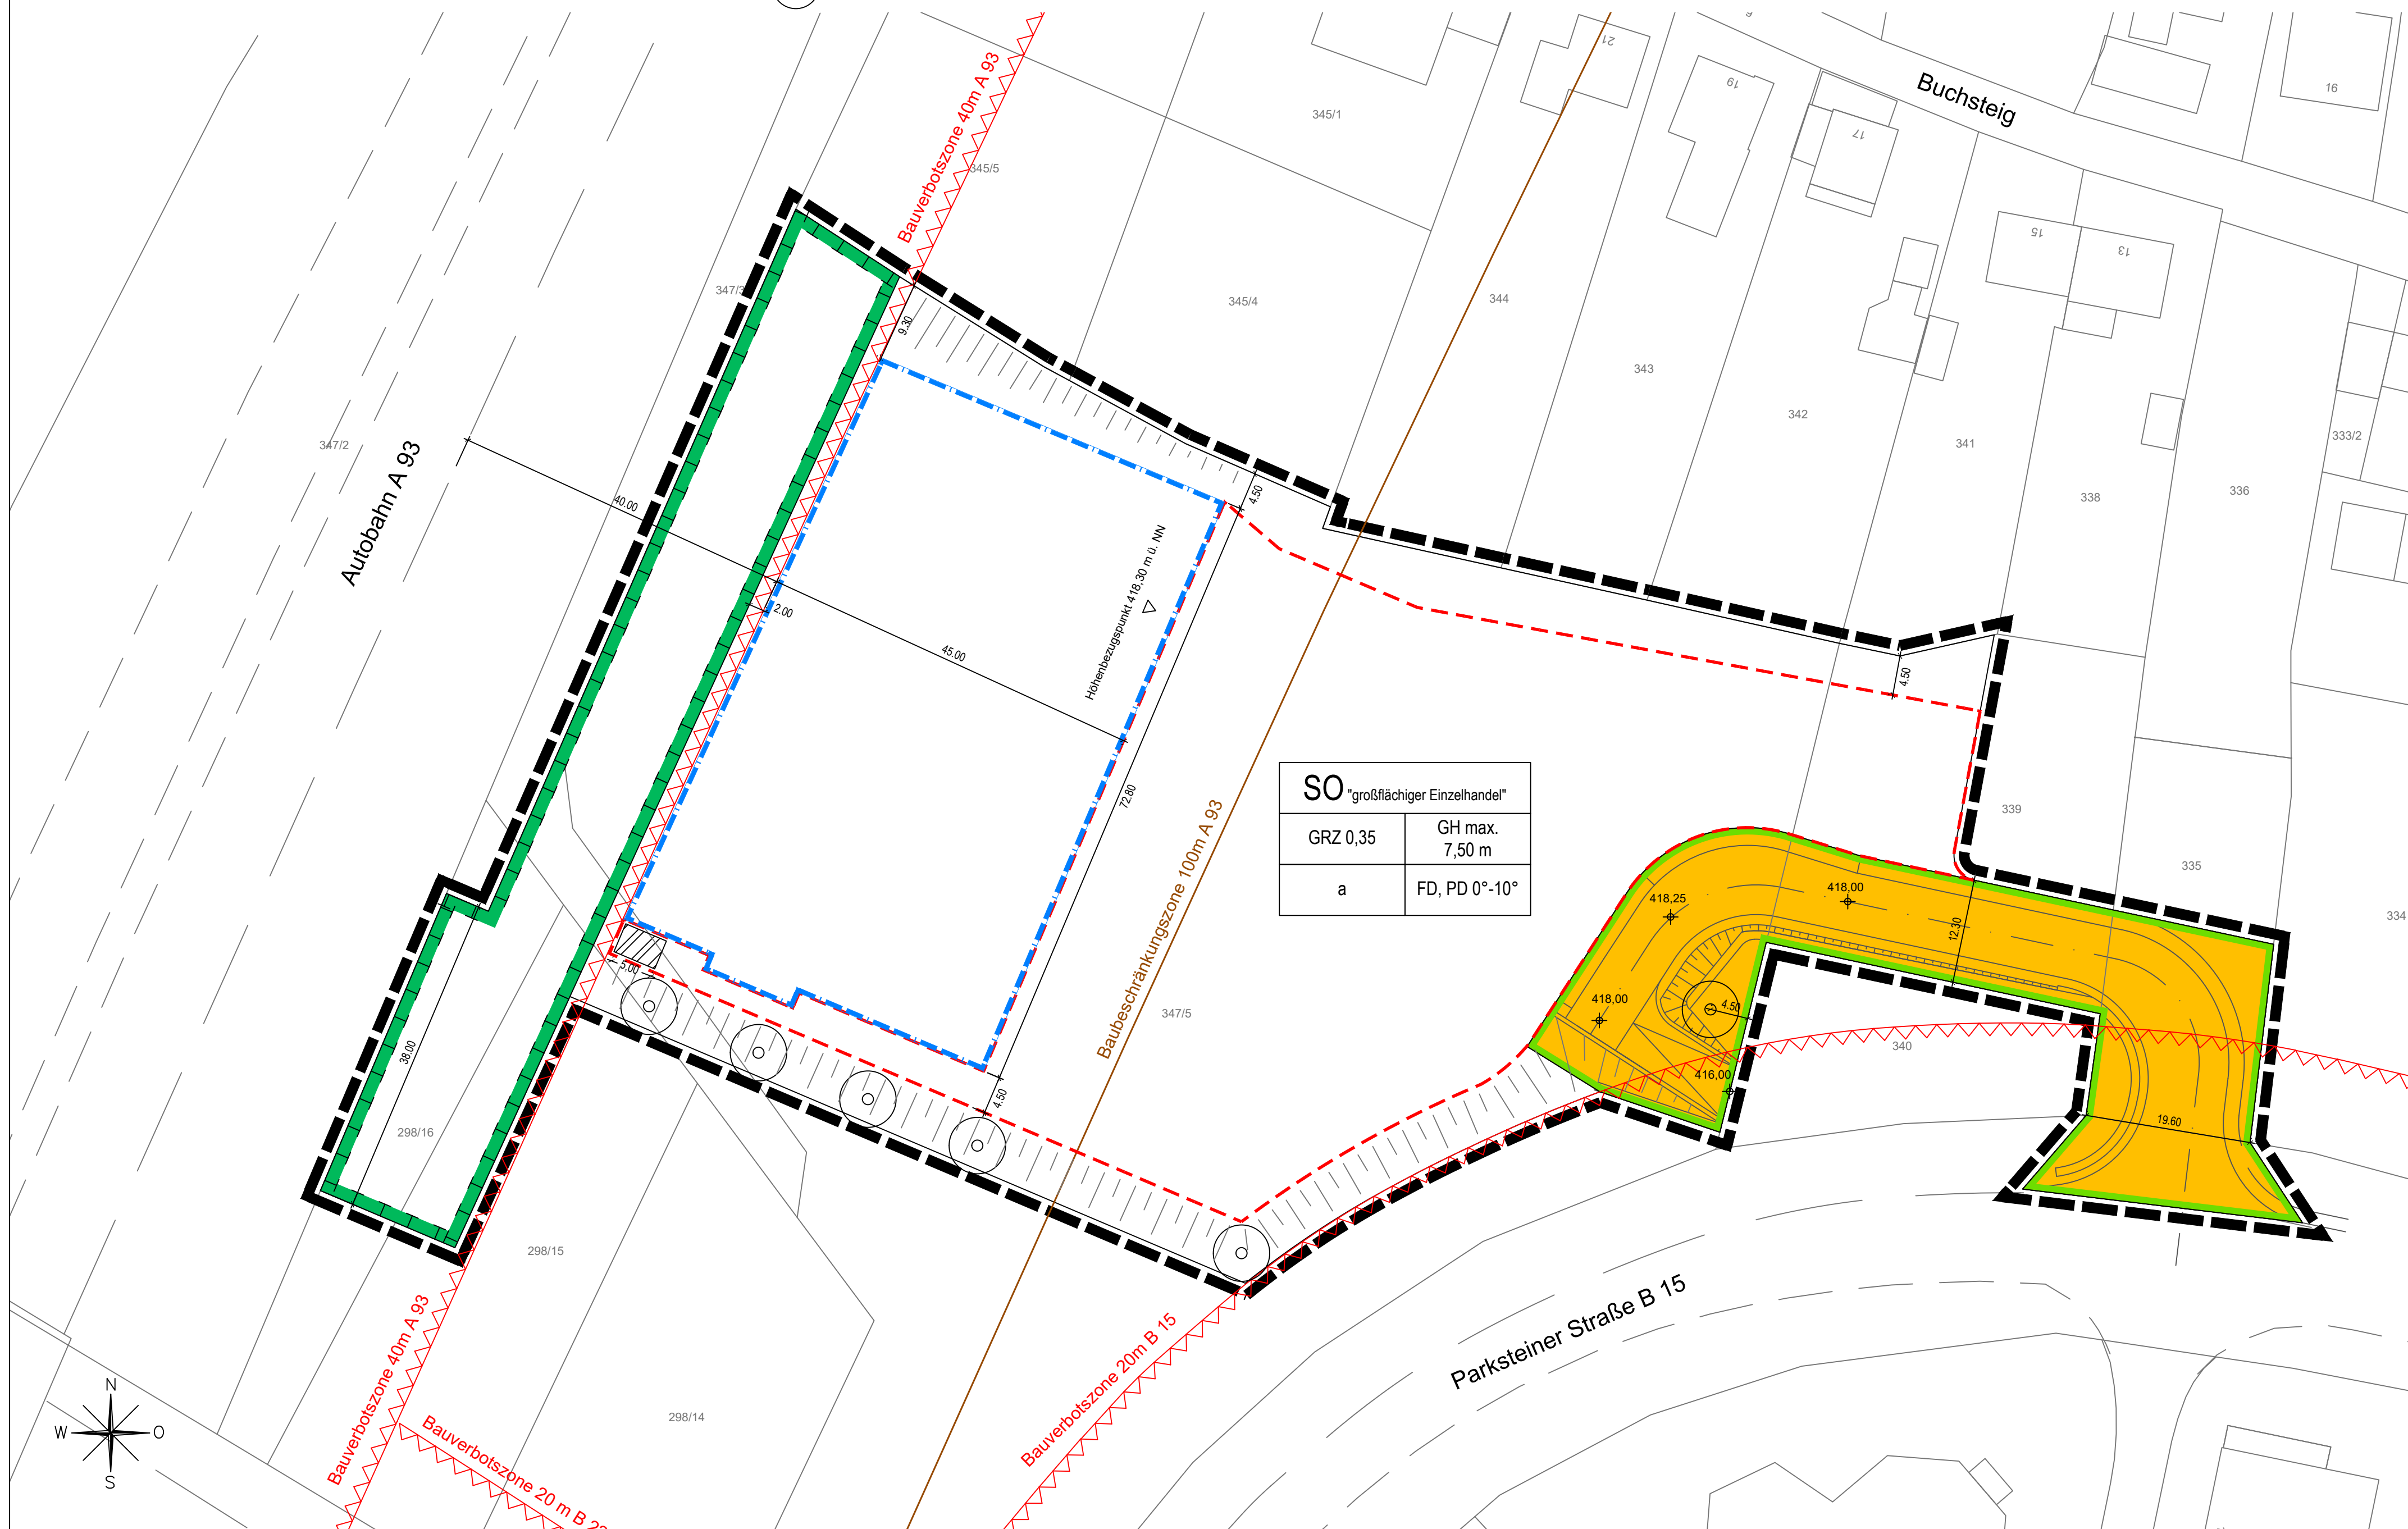 Buchsteig
21
19
17
16
15
13
345/1
345/5
345/4
344
343
342
341
338
336
333/2
339
335
334
340
347/3
347/2
347/5
298/16
298/15
298/14
Bauverbotszone 40m A 93
Autobahn A 93
9.30
40.00
2.00
45.00
4.50
Höhenbezugspunkt 418,30 m ü. NN
72.80
4.50
Baubeschränkungszone 100m A 93
SO "großflächiger Einzelhandel"
GRZ 0,35
GH max.
7,50 m
a
FD, PD 0°-10°
418,25
418,00
12.30
418,00
4.50
416,00
19.60
5,00
4.50
38.00
Parksteiner Straße B 15
Bauverbotszone 20m B 15
Bauverbotszone 40m A 93
Bauverbotszone 20 m B
N
W
O
S